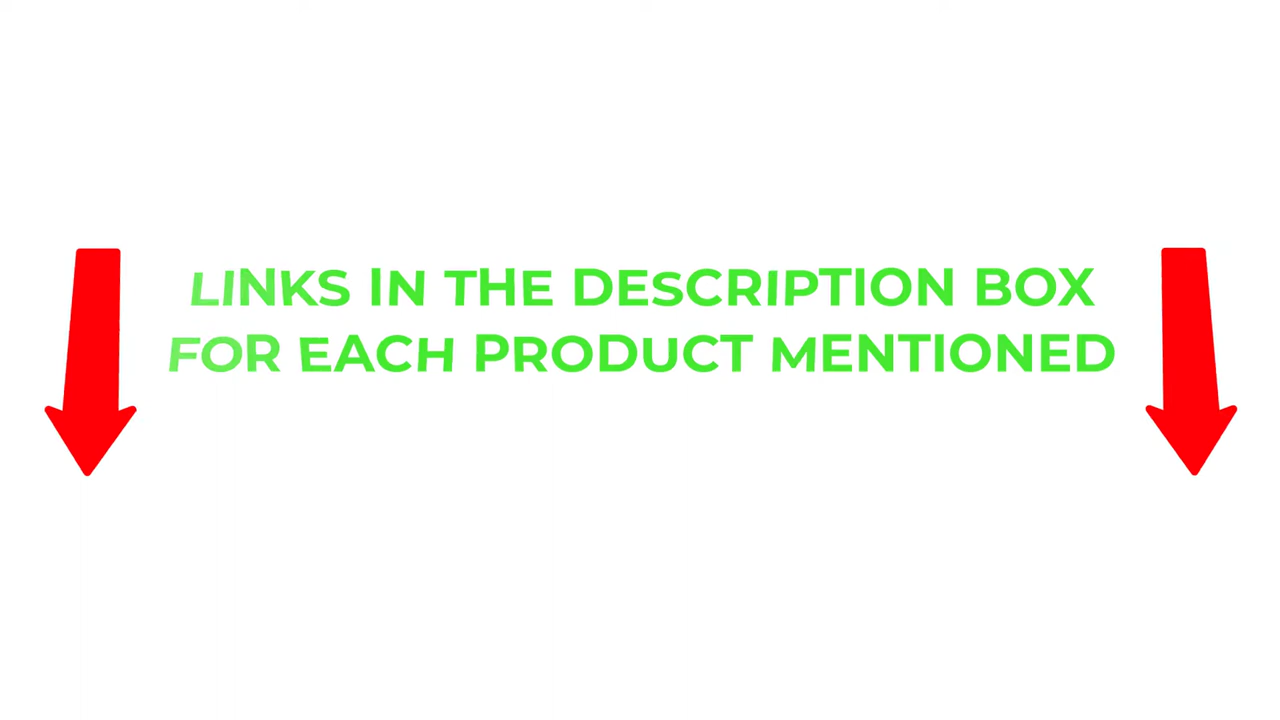 LINKS IN THE DESCRIPTION BOX
FOR EACH PRODUCT MENTIONED